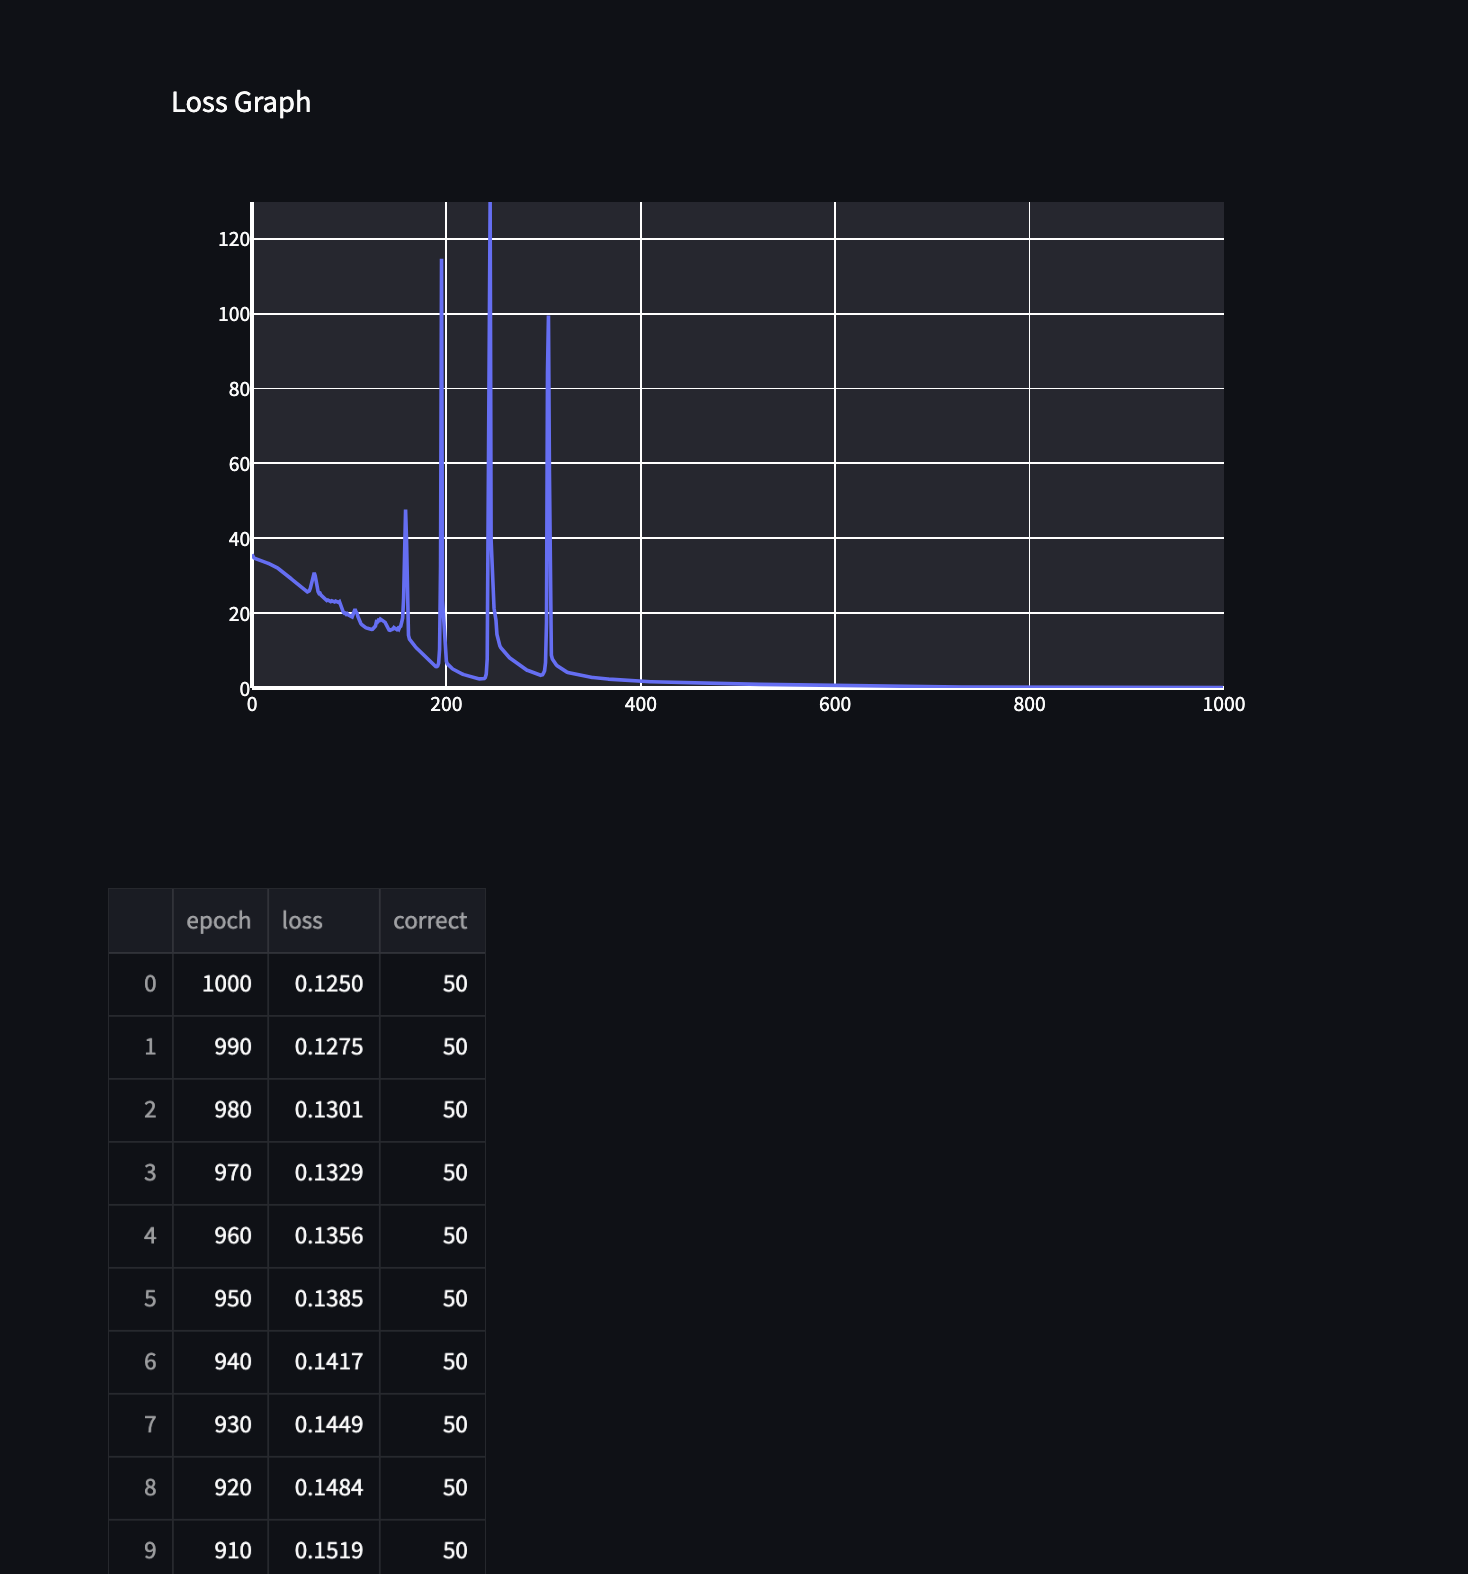 Loss Graph
120
100
80
60
40
20
0
0 200 400 600 800 1000
epoch loss correct
0 1000 0.1250 50
1 990 0.1275 50
2 980 0.1301 50
3 970 0.1329 50
4 960 0.1356 50
5 950 0.1385 50
6 940 0.1417 50
7 930 0.1449 50
8 920 0.1484 50
9 910 0.1519 50